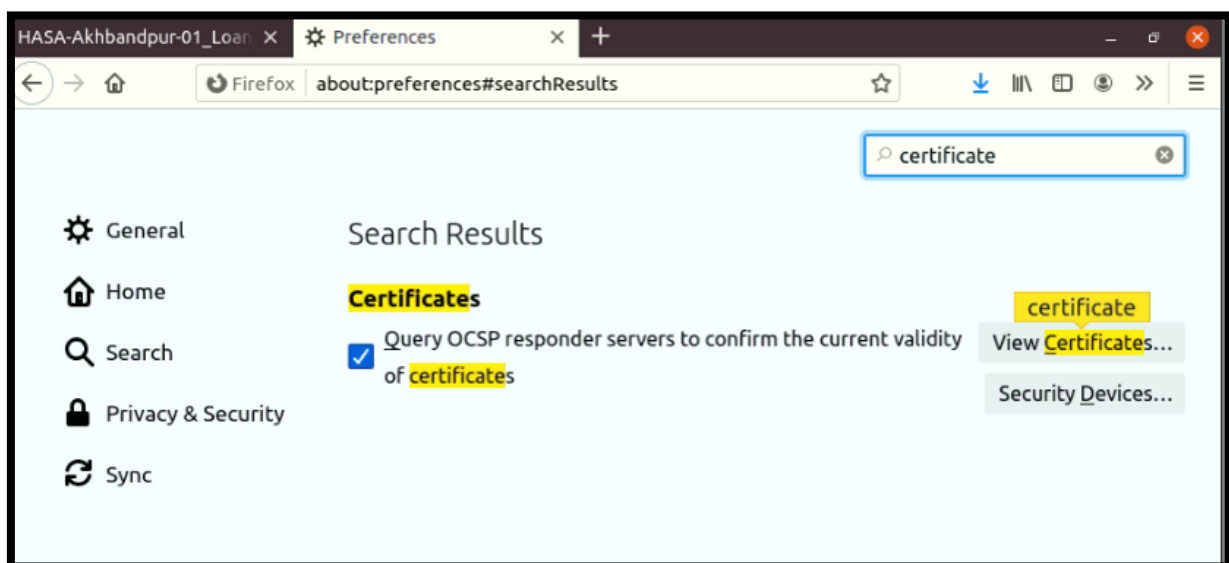 HASA-Akhbandpur-01_Loan
Preferences
Firefox about:preferences#searchResults
certificate
General
Home
Search
Privacy & Security
Sync
Search Results
Certificates
Query OCSP responder servers to confirm the current validity
of certificates
certificate
View Certificates...
Security Devices...